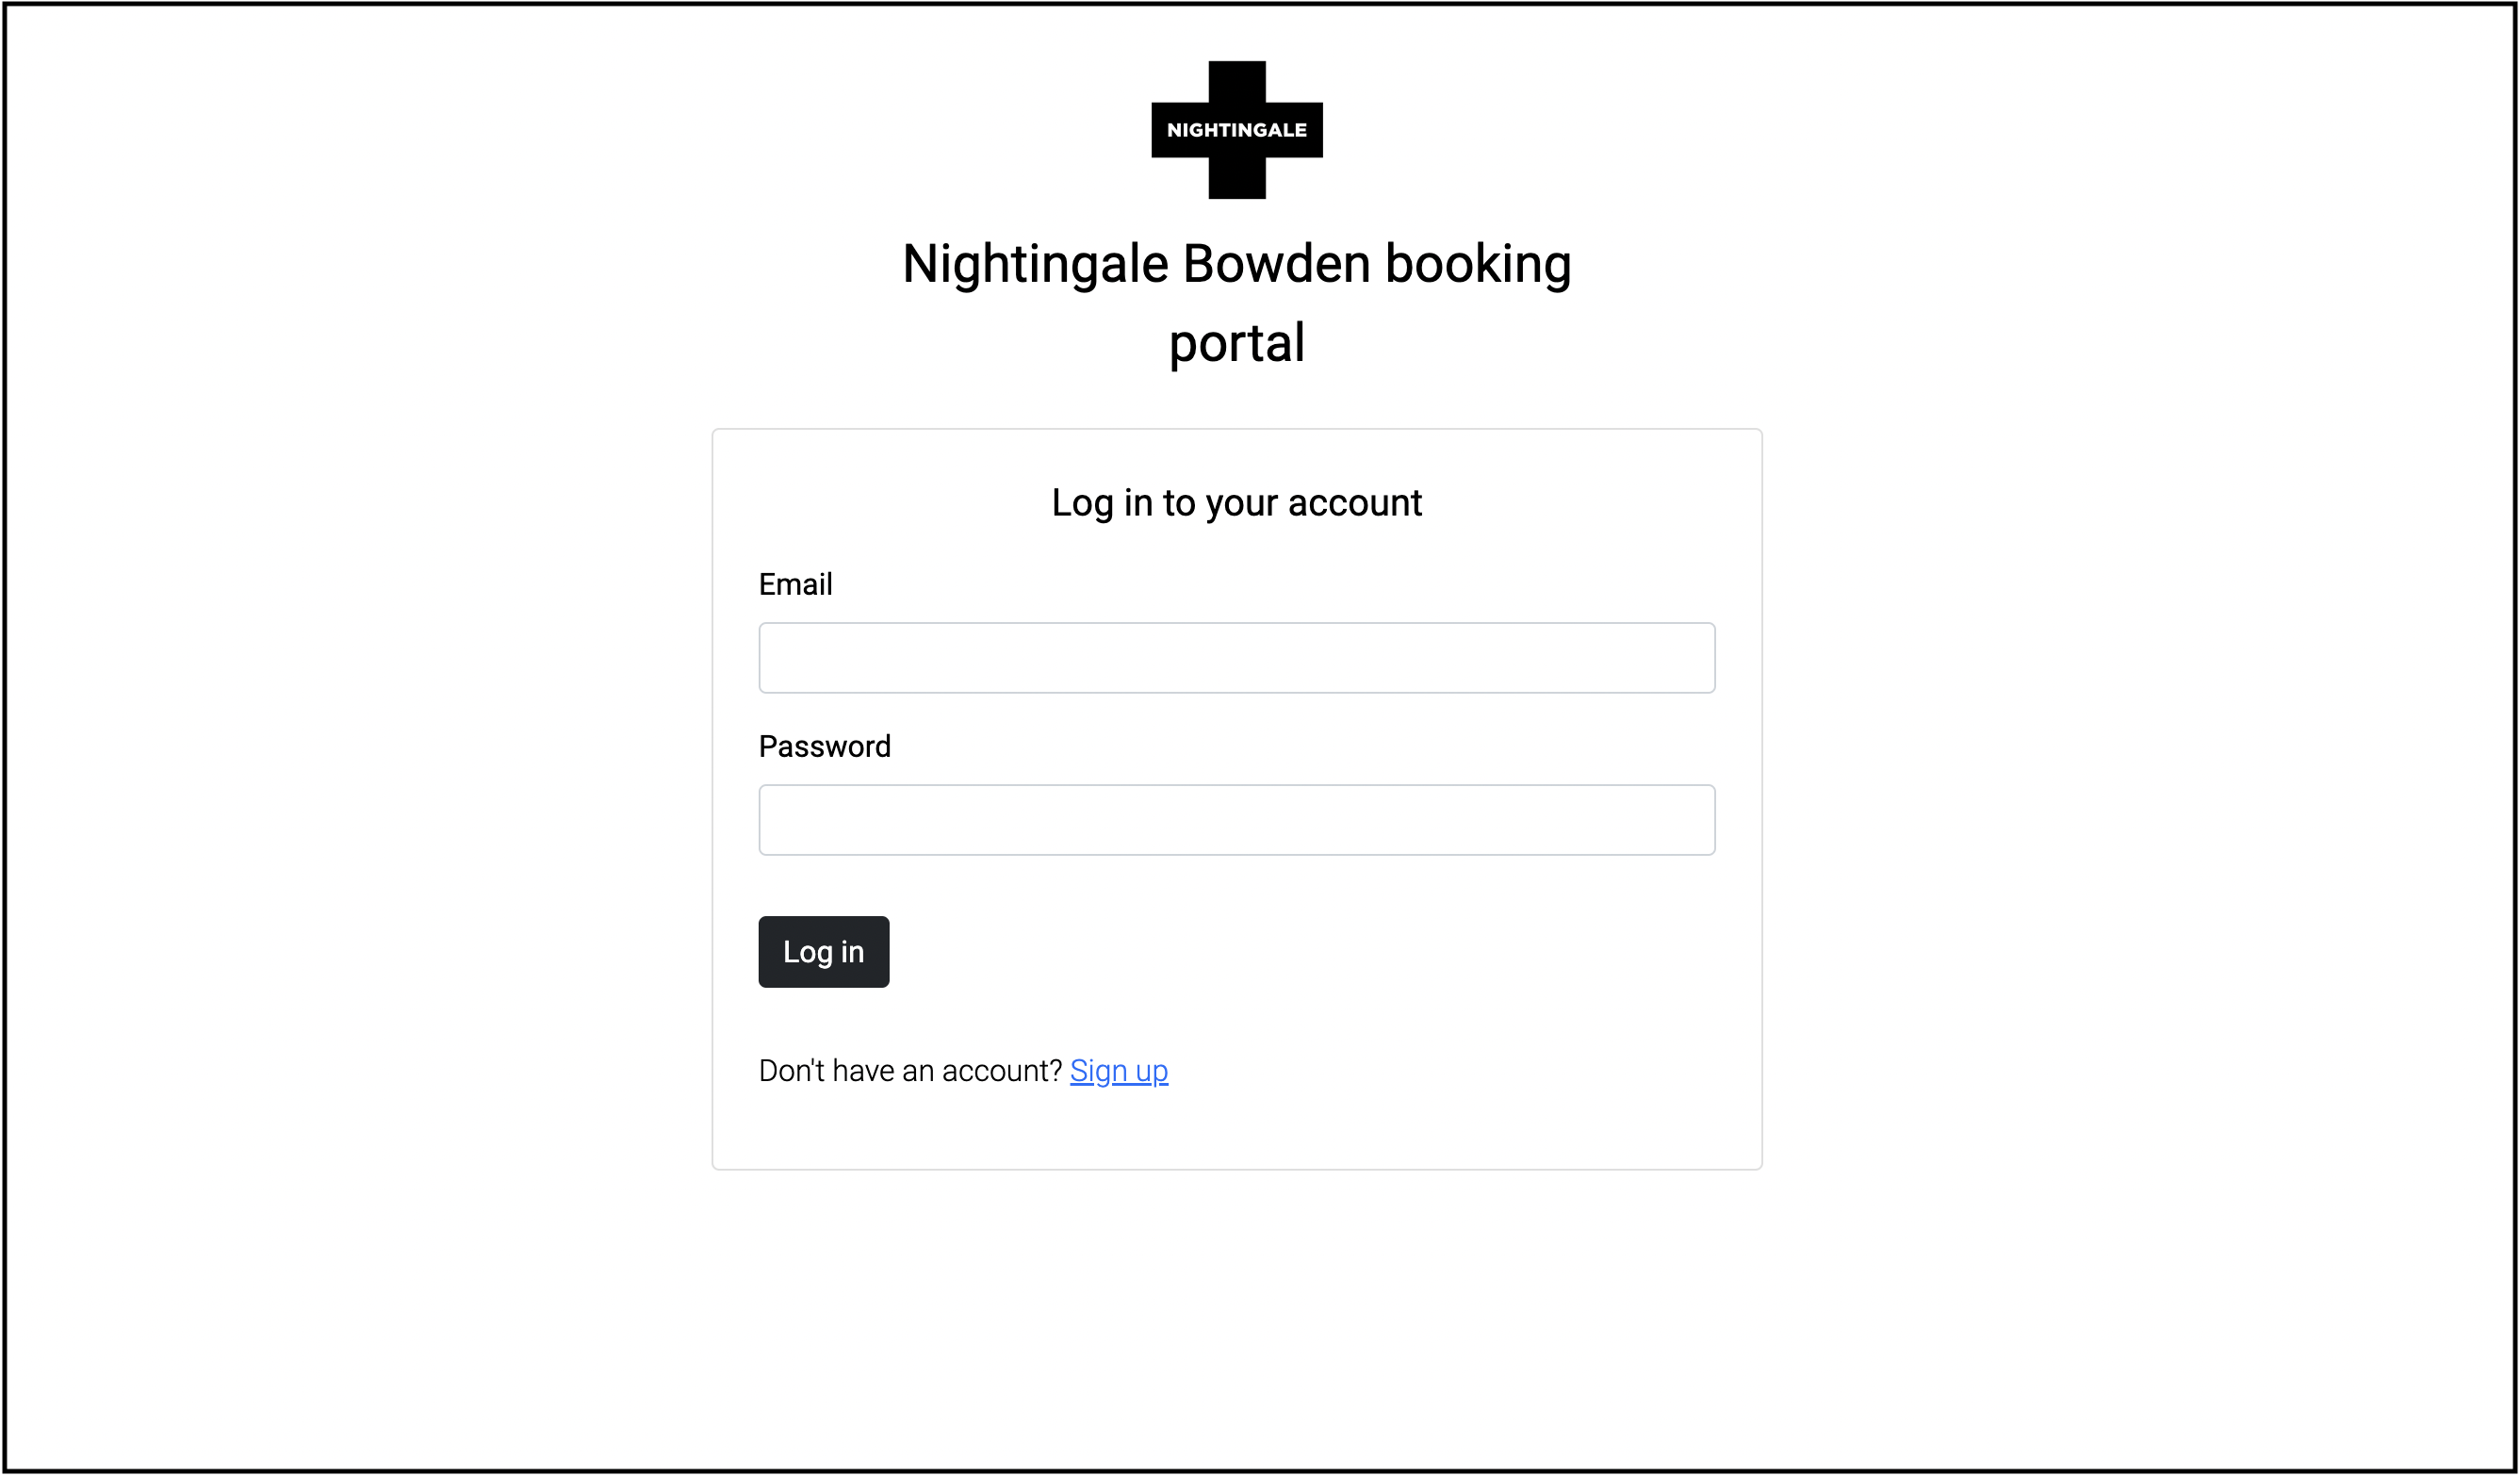 NIGHTINGALE
Nightingale Bowden booking
portal
Log in to your account
Email
Password
Log in
Don't have an account? Sign up